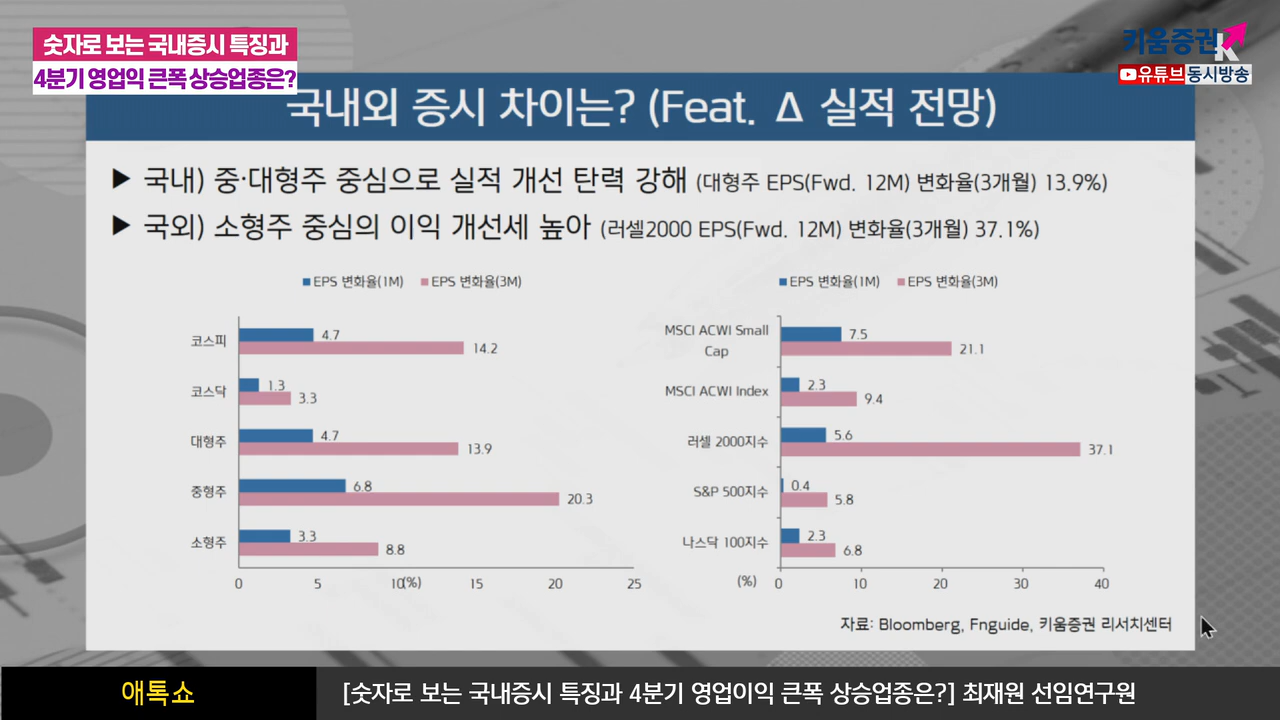 숫자로 보는 국내증시 특징과
4분기 영업익 큰폭 상승업종은?
키움증권
유튜브 동시방송
국내외 증시 차이는? (Feat. Δ 실적 전망)
▶ 국내) 중·대형주 중심으로 실적 개선 탄력 강해 (대형주 EPS(Fwd. 12M) 변화율(3개월) 13.9%)
▶ 국외) 소형주 중심의 이익 개선세 높아 (러셀2000 EPS(Fwd. 12M) 변화율(3개월) 37.1%)
EPS 변화율(1M) EPS 변화율(3M)
코스피 4.7 14.2
코스닥 1.3 3.3
대형주 4.7 13.9
중형주 6.8 20.3
소형주 3.3 8.8
0 5 10 (%) 15 20 25
EPS 변화율(1M) EPS 변화율(3M)
MSCI ACWI Small
Cap
7.5
21.1
MSCI ACWI Index 2.3 9.4
러셀 2000지수 5.6 37.1
S&P 500지수 0.4 5.8
나스닥 100지수 2.3 6.8
(%) 0 10 20 30 40
자료: Bloomberg, Fnguide, 키움증권 리서치센터
애톡쇼
[숫자로 보는 국내증시 특징과 4분기 영업이익 큰폭 상승업종은?] 최재원 선임연구원